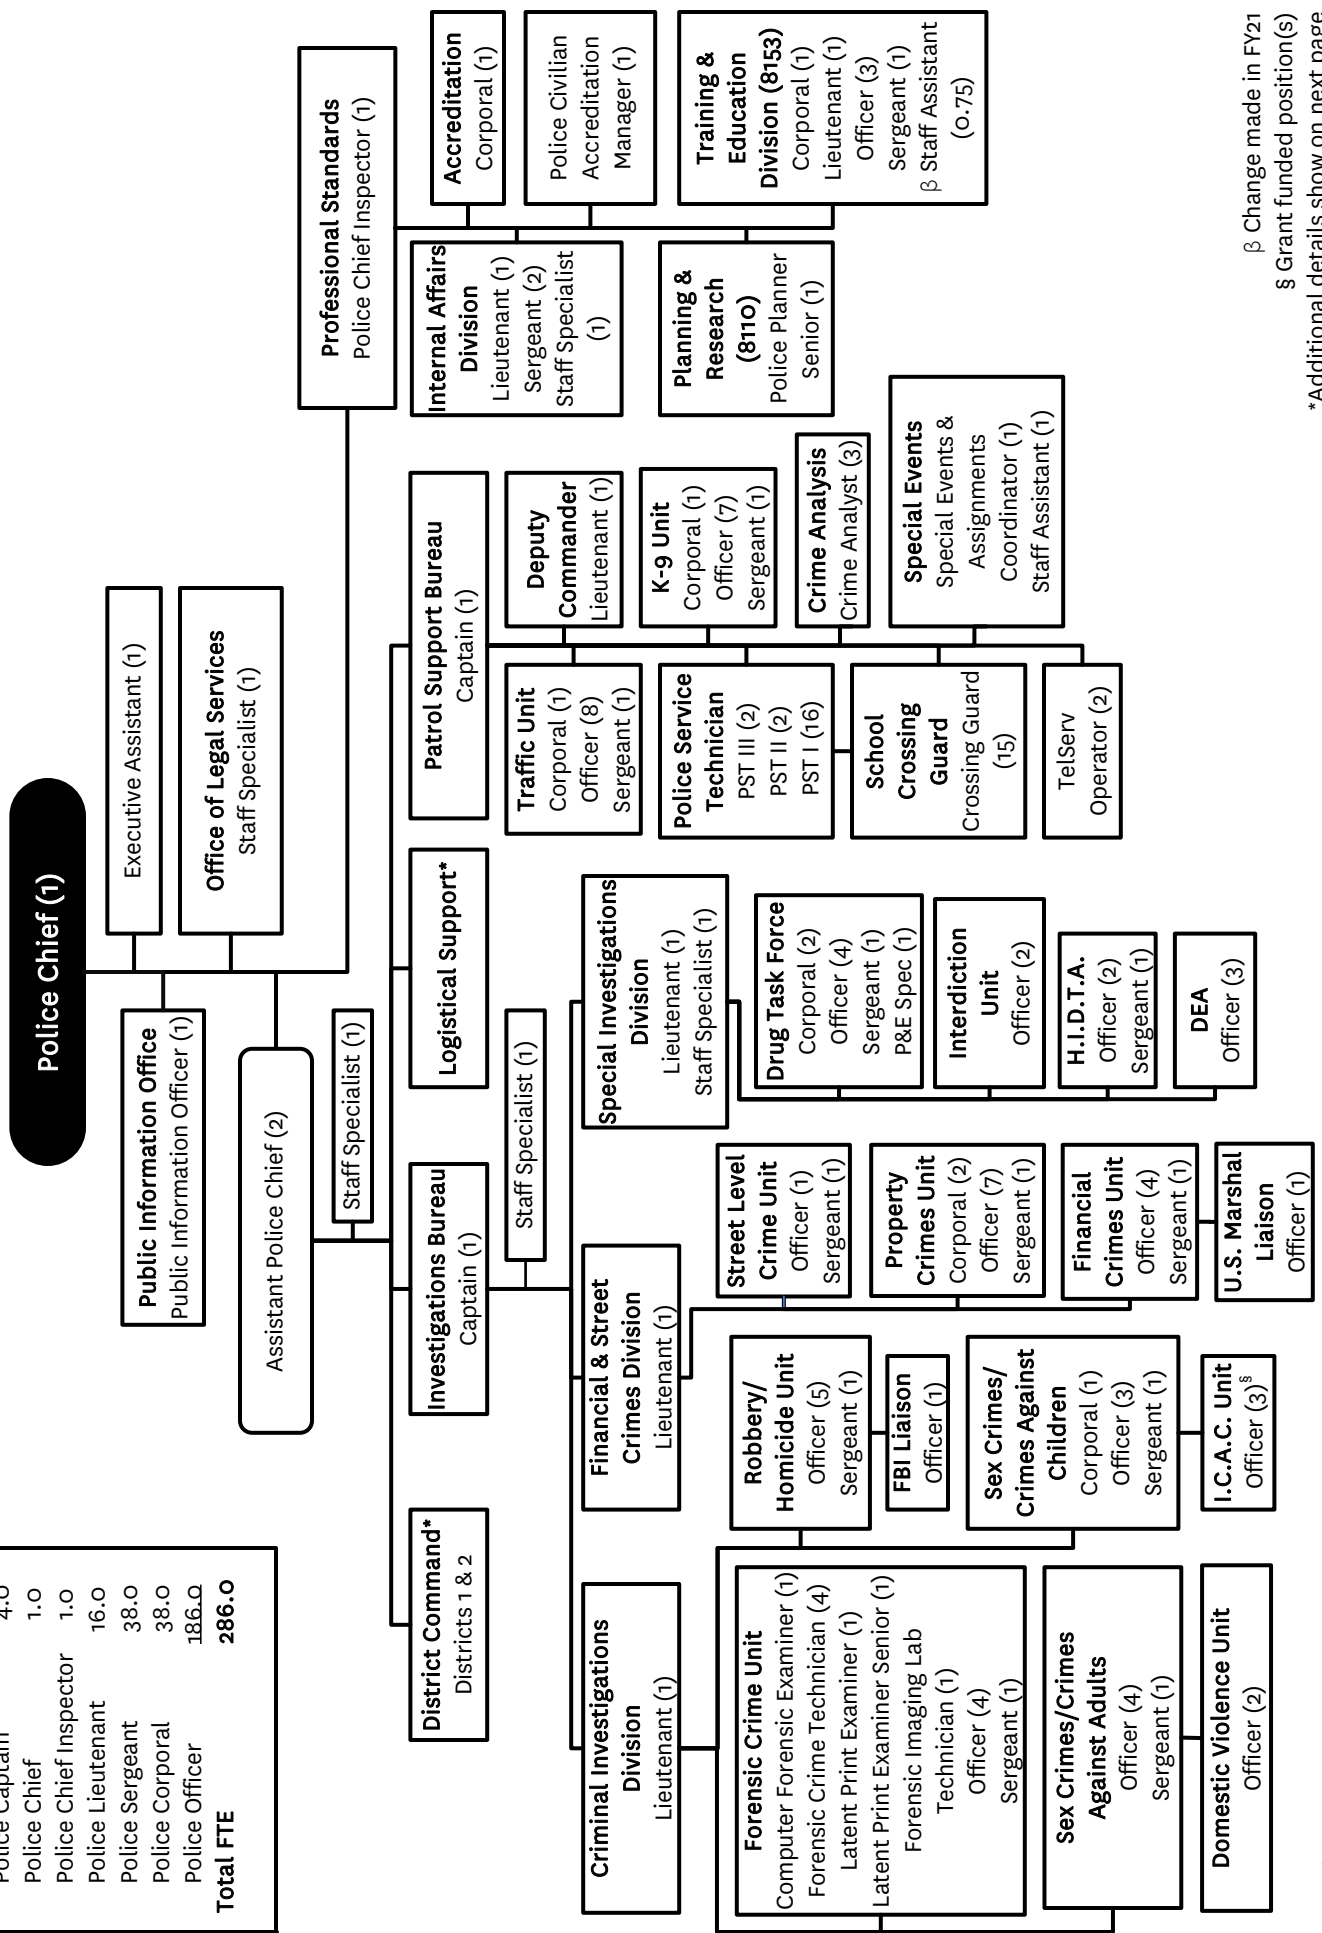 Police Chief (1)
Executive Assistant (1)
Office of Legal Services
Staff Specialist (1)
Public Information Office
Public Information Officer (1)
Assistant Police Chief (2)
Staff Specialist (1)
Professional Standards
Police Chief Inspector (1)
Internal Affairs
Division
Lieutenant (1)
Sergeant (2)
Staff Specialist
(1)
Accreditation
Corporal (1)
Police Civilian
Accreditation
Manager (1)
Planning &
Research
(8110)
Police Planner
Senior (1)
Training &
Education
Division (8153)
Corporal (1)
Lieutenant (1)
Officer (3)
Sergeant (1)
β Staff Assistant
(0.75)
District Command*
Districts 1 & 2
Investigations Bureau
Captain (1)
Logistical Support*
Patrol Support Bureau
Captain (1)
Staff Specialist (1)
Criminal Investigations
Division
Lieutenant (1)
Forensic Crime Unit
Computer Forensic Examiner (1)
Forensic Crime Technician (4)
Latent Print Examiner (1)
Latent Print Examiner Senior (1)
Forensic Imaging Lab
Technician (1)
Officer (4)
Sergeant (1)
Sex Crimes/Crimes
Against Adults
Officer (4)
Sergeant (1)
Domestic Violence Unit
Officer (2)
Robbery/
Homicide Unit
Officer (5)
Sergeant (1)
FBI Liaison
Officer (1)
Sex Crimes/
Crimes Against
Children
Corporal (1)
Officer (3)
Sergeant (1)
I.C.A.C. Unit
Officer (3)§
Financial & Street
Crimes Division
Lieutenant (1)
Street Level
Crime Unit
Officer (1)
Sergeant (1)
Property
Crimes Unit
Corporal (2)
Officer (7)
Sergeant (1)
Financial
Crimes Unit
Officer (4)
Sergeant (1)
U.S. Marshal
Liaison
Officer (1)
Special Investigations
Division
Lieutenant (1)
Staff Specialist (1)
Drug Task Force
Corporal (2)
Officer (4)
Sergeant (1)
P&E Spec (1)
Interdiction
Unit
Officer (2)
H.I.D.T.A.
Officer (2)
Sergeant (1)
DEA
Officer (3)
Traffic Unit
Corporal (1)
Officer (8)
Sergeant (1)
Deputy
Commander
Lieutenant (1)
Police Service
Technician
PST III (2)
PST II (2)
PST I (16)
K-9 Unit
Corporal (1)
Officer (7)
Sergeant (1)
Crime Analysis
Crime Analyst (3)
School
Crossing
Guard
Crossing Guard
(15)
Special Events
Special Events &
Assignments
Coordinator (1)
Staff Assistant (1)
TelServ
Operator (2)
Police Captain 4.0
Police Chief 1.0
Police Chief Inspector 1.0
Police Lieutenant 16.0
Police Sergeant 38.0
Police Corporal 38.0
Police Officer 186.0
Total FTE 286.0
β Change made in FY21
§ Grant funded position(s)
*Additional details show on next page